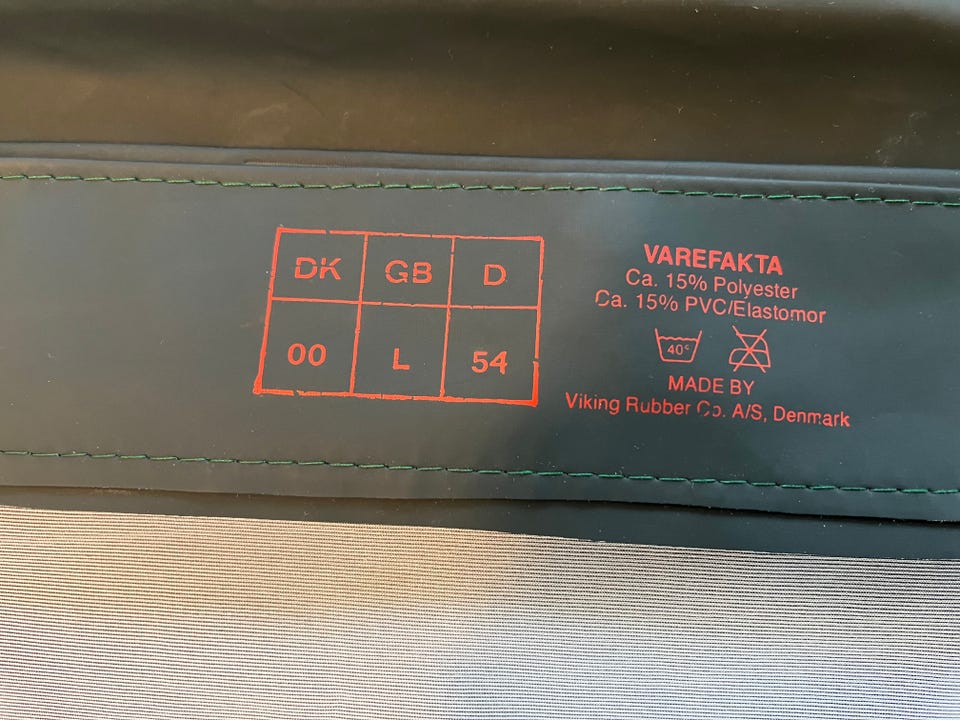 DK GB D
00 L 54
VAREFAKTA
Ca. 15% Polyester
Ca. 15% PVC/Elastomor
40°
MADE BY
Viking Rubber Co. A/S, Denmark